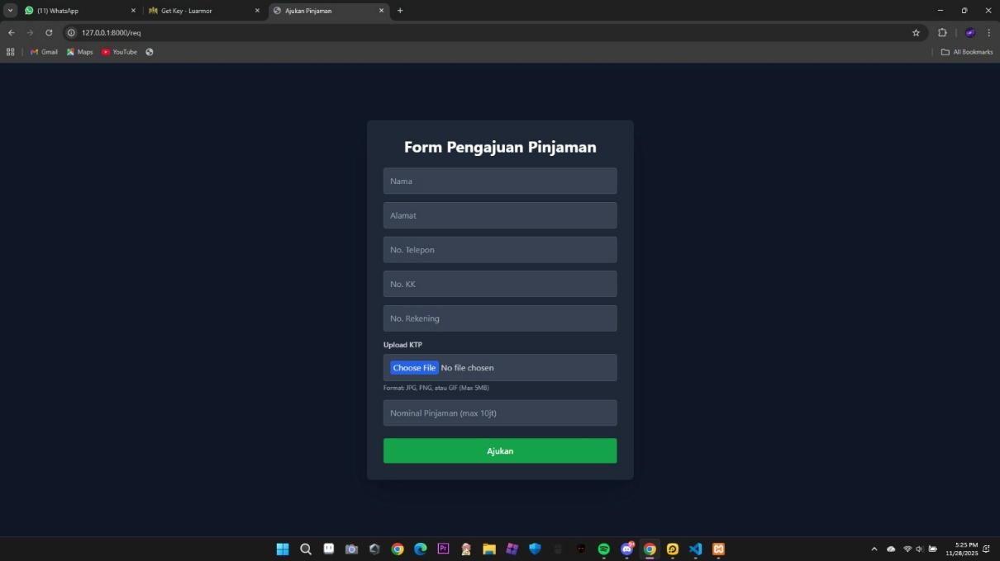 (11) WhatsApp
Get Key - Luarmor
Ajukan Pinjaman
127.0.0.1:8000/req
Gmail
Maps
YouTube
All Bookmarks
Form Pengajuan Pinjaman
Nama
Alamat
No. Telepon
No. KK
No. Rekening
Upload KTP
Choose File No file chosen
Format: JPG, PNG, atau GIF (Max 5MB)
Nominal Pinjaman (max 10jt)
Ajukan
Pr
5:25 PM
11/28/2025